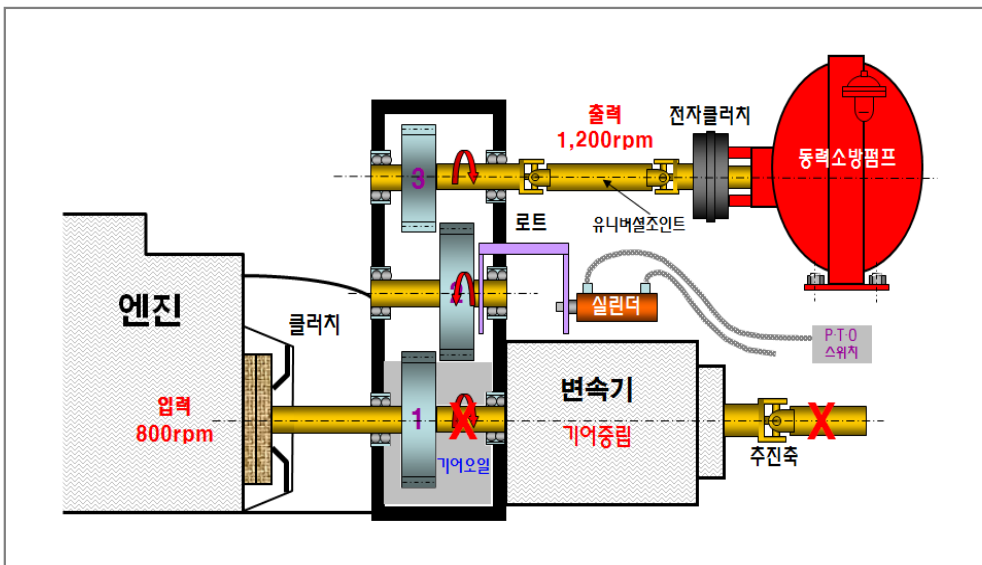 출력
1,200rpm
전자클러치
동력소방펌프
3
로트
유니버설조인트
2
실린더
P·T·O
스위치
엔진
클러치
입력
800rpm
1
X
기어오일
변속기
기어중립
X
추진축